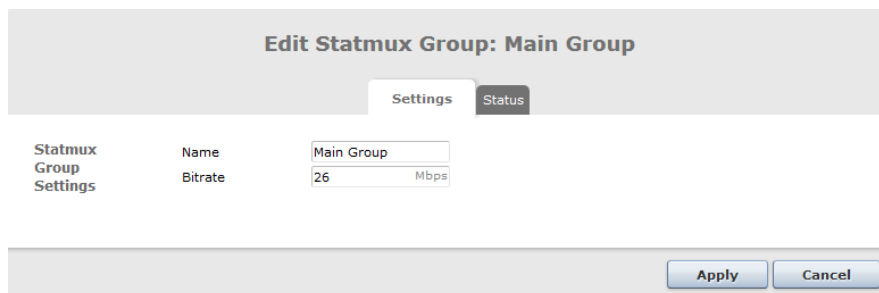 Edit Statmux Group: Main Group
Settings Status
Statmux
Group
Settings
Name Main Group
Bitrate 26 Mbps
Apply Cancel